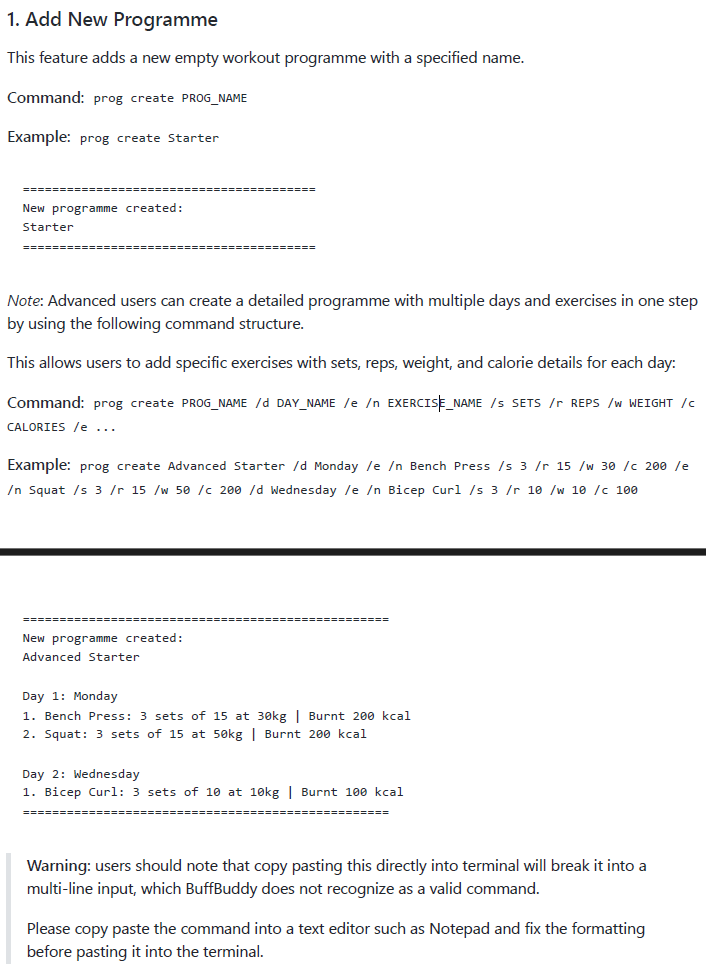 1. Add New Programme
This feature adds a new empty workout programme with a specified name.
Command: prog create PROG_NAME
Example: prog create Starter
========================================
New programme created:
Starter
========================================
Note: Advanced users can create a detailed programme with multiple days and exercises in one step
by using the following command structure.
This allows users to add specific exercises with sets, reps, weight, and calorie details for each day:
Command: prog create PROG_NAME /d DAY_NAME /e /n EXERCISE_NAME /s SETS /r REPS /w WEIGHT /c
CALORIES /e ...
Example: prog create Advanced Starter /d Monday /e /n Bench Press /s 3 /r 15 /w 30 /c 200 /e
/n Squat /s 3 /r 15 /w 50 /c 200 /d Wednesday /e /n Bicep Curl /s 3 /r 10 /w 10 /c 100
==================================================
New programme created:
Advanced Starter
Day 1: Monday
1. Bench Press: 3 sets of 15 at 30kg | Burnt 200 kcal
2. Squat: 3 sets of 15 at 50kg | Burnt 200 kcal
Day 2: Wednesday
1. Bicep Curl: 3 sets of 10 at 10kg | Burnt 100 kcal
==================================================
Warning: users should note that copy pasting this directly into terminal will break it into a
multi-line input, which BuffBuddy does not recognize as a valid command.
Please copy paste the command into a text editor such as Notepad and fix the formatting
before pasting it into the terminal.